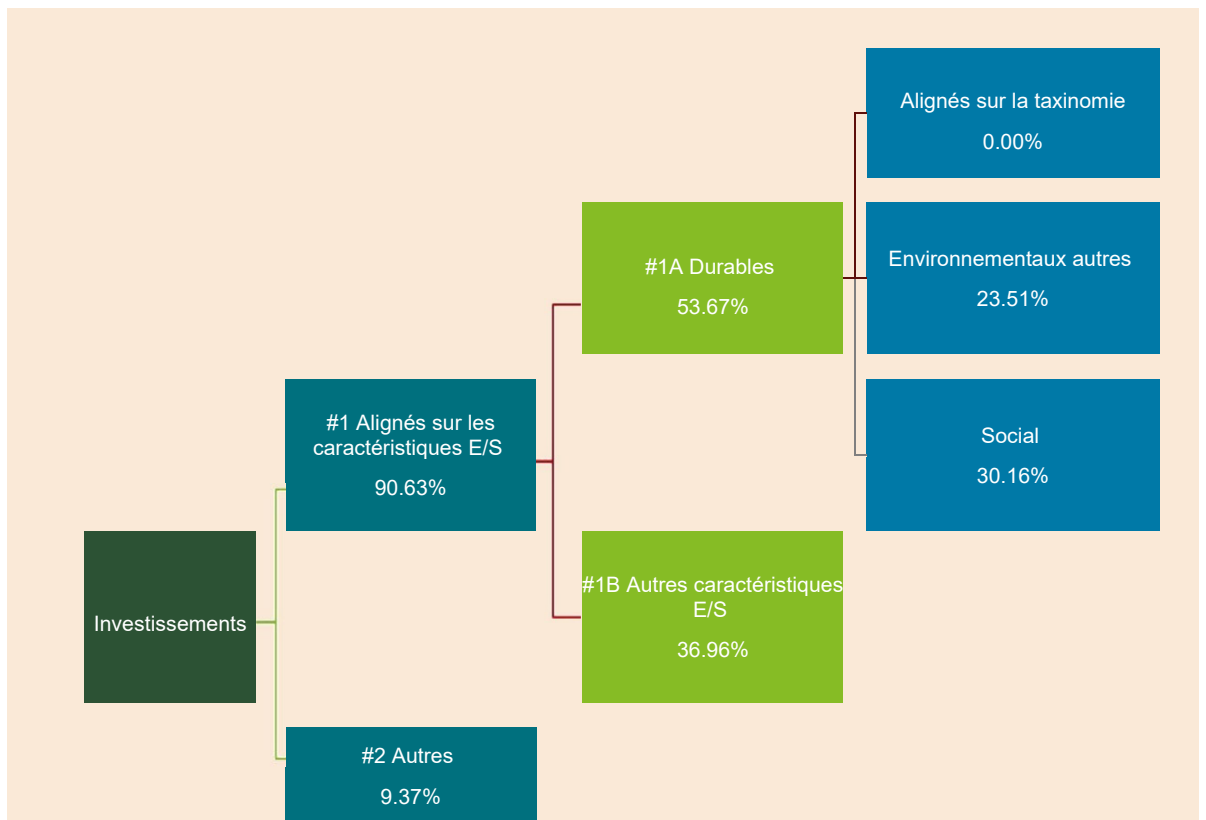 Alignés sur la taxinomie
0.00%
#1A Durables
53.67%
Environnementaux autres
23.51%
#1 Alignés sur les
caractéristiques E/S
90.63%
Social
30.16%
Investissements
#1B Autres caractéristiques
E/S
36.96%
#2 Autres
9.37%